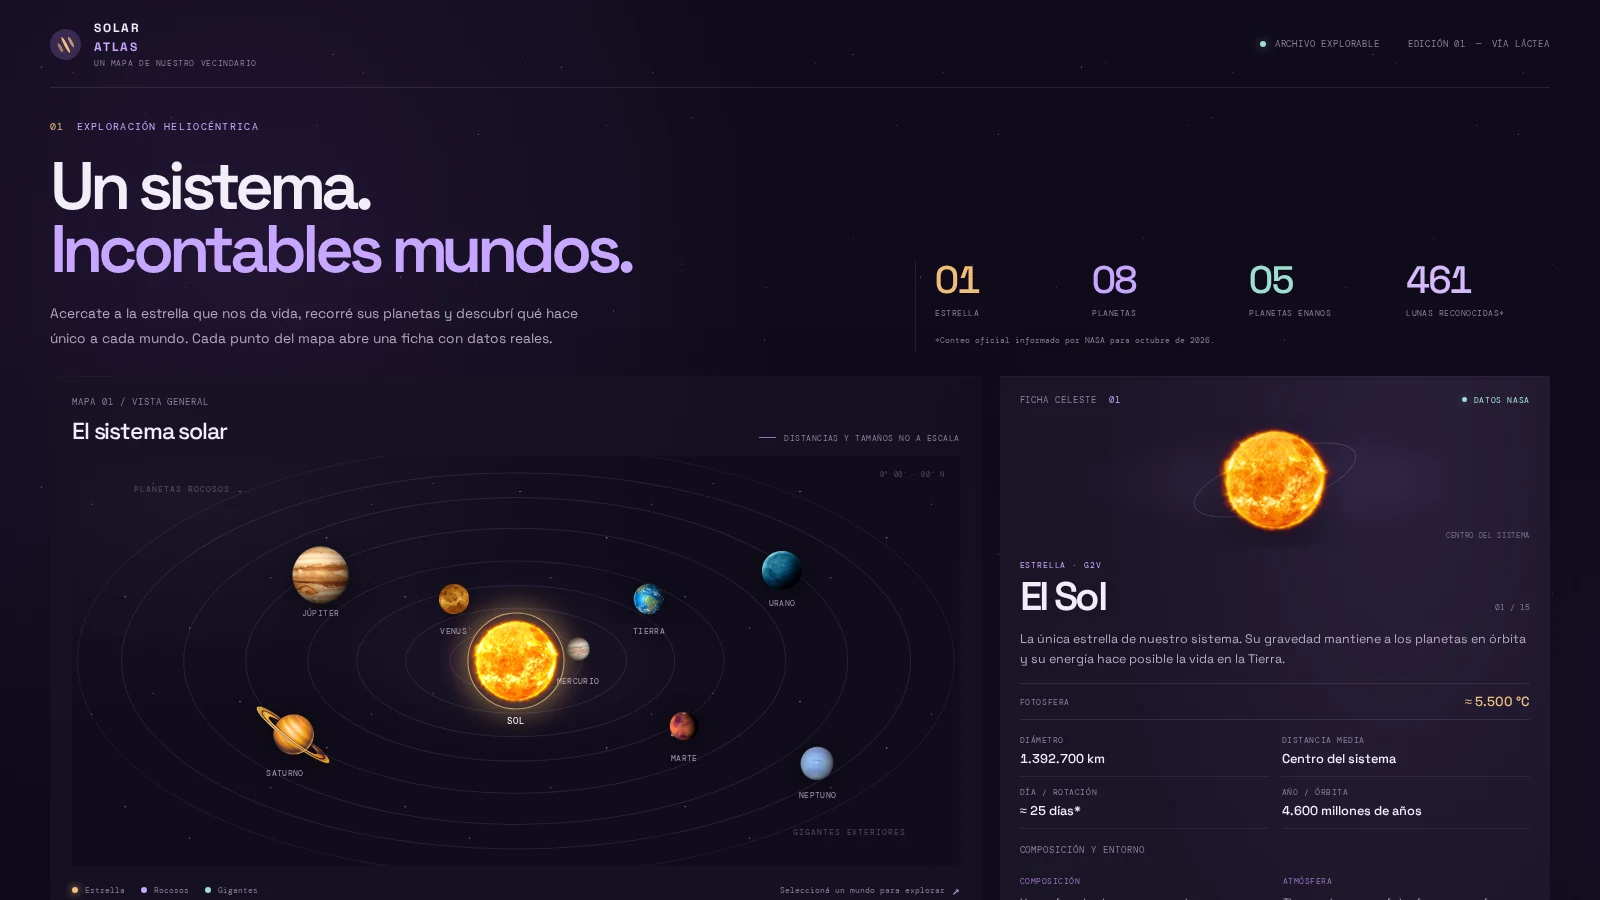 SOLAR
ATLAS
UN MAPA DE NUESTRO VECINDARIO
ARCHIVO EXPLORABLE
EDICIÓN 01 — VÍA LÁCTEA
01 EXPLORACIÓN HELIOCÉNTRICA
Un sistema.
Incontables mundos.
Acercate a la estrella que nos da vida, recorré sus planetas y descubrí qué hace
único a cada mundo. Cada punto del mapa abre una ficha con datos reales.
01
ESTRELLA
08
PLANETAS
05
PLANETAS ENANOS
461
LUNAS RECONOCIDAS*
*Conteo oficial informado por NASA para octubre de 2026.
MAPA 01 / VISTA GENERAL
El sistema solar
DISTANCIAS Y TAMAÑOS NO A ESCALA
PLANETAS ROCOSOS
JÚPITER
VENUS
TIERRA
URANO
MERCURIO
SOL
SATURNO
MARTE
NEPTUNO
GIGANTES EXTERIORES
Estrella
Rocosos
Gigantes
Seleccioná un mundo para explorar ↗
FICHA CELESTE 01
DATOS NASA
CENTRO DEL SISTEMA
ESTRELLA · G2V
El Sol
01 / 15
La única estrella de nuestro sistema. Su gravedad mantiene a los planetas en órbita
y su energía hace posible la vida en la Tierra.
FOTOSFERA
≈ 5.500 °C
DIÁMETRO
1.392.700 km
DISTANCIA MEDIA
Centro del sistema
DÍA / ROTACIÓN
≈ 25 días*
AÑO / ÓRBITA
4.600 millones de años
COMPOSICIÓN Y ENTORNO
COMPOSICIÓN
ATMÓSFERA